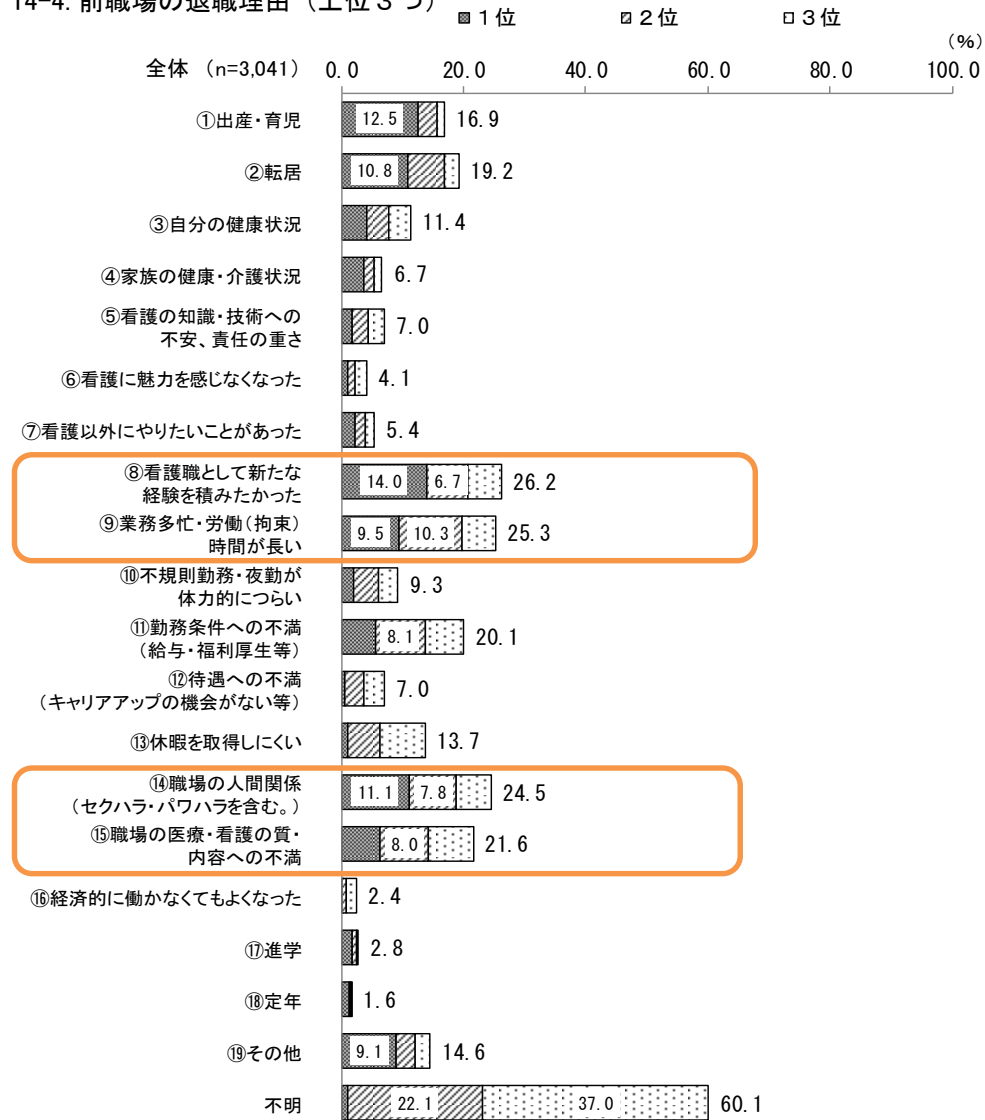 14-4. 前職場の退職理由（上位３つ）
１位 ２位 ３位
(%)
全体 （n=3,041） 0.0 20.0 40.0 60.0 80.0 100.0
①出産・育児 12.5 16.9
②転居 10.8 19.2
③自分の健康状況 11.4
④家族の健康・介護状況 6.7
⑤看護の知識・技術への
不安、責任の重さ 7.0
⑥看護に魅力を感じなくなった 4.1
⑦看護以外にやりたいことがあった 5.4
⑧看護職として新たな
経験を積みたかった 14.0 6.7 26.2
⑨業務多忙・労働（拘束）
時間が長い 9.5 10.3 25.3
⑩不規則勤務・夜勤が
体力的につらい 9.3
⑪勤務条件への不満
（給与・福利厚生等） 8.1 20.1
⑫待遇への不満
（キャリアアップの機会がない等） 7.0
⑬休暇を取得しにくい 13.7
⑭職場の人間関係
（セクハラ・パワハラを含む。） 11.1 7.8 24.5
⑮職場の医療・看護の質・
内容への不満 8.0 21.6
⑯経済的に働かなくてもよくなった 2.4
⑰進学 2.8
⑱定年 1.6
⑲その他 9.1 14.6
不明 22.1 37.0 60.1